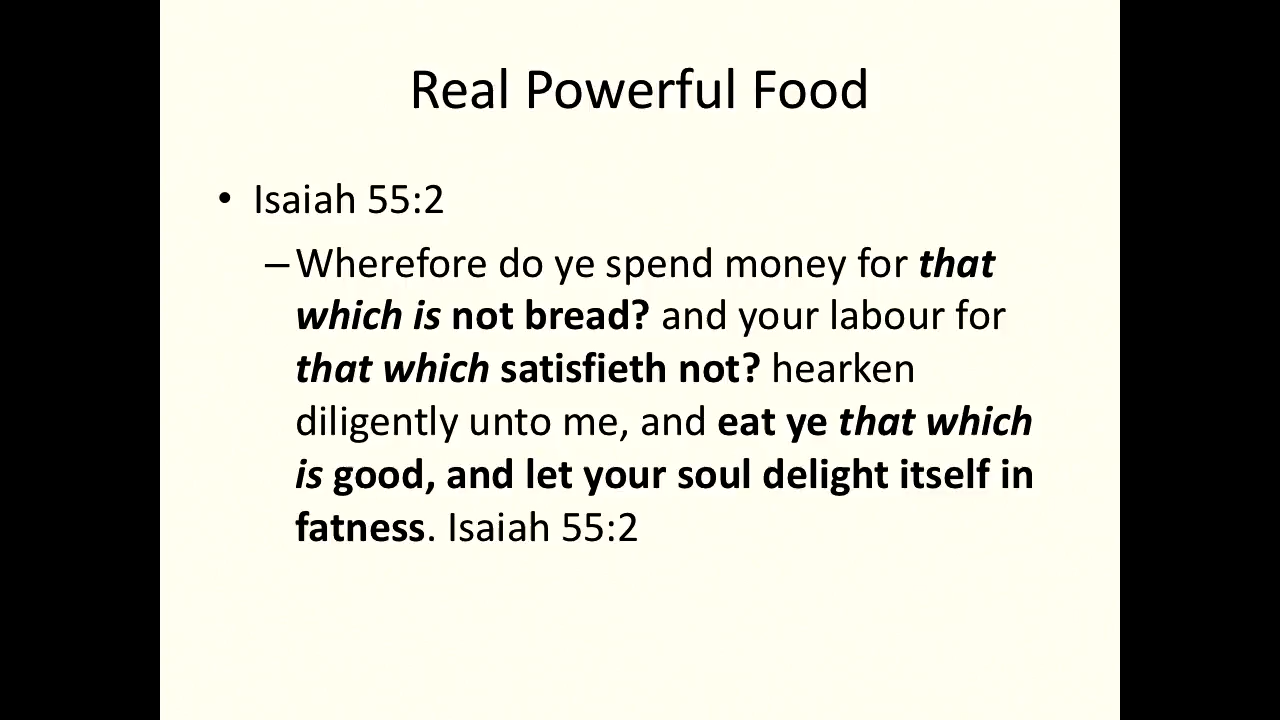 Real Powerful Food
• Isaiah 55:2
–Wherefore do ye spend money for that
which is not bread? and your labour for
that which satisfieth not? hearken
diligently unto me, and eat ye that which
is good, and let your soul delight itself in
fatness. Isaiah 55:2